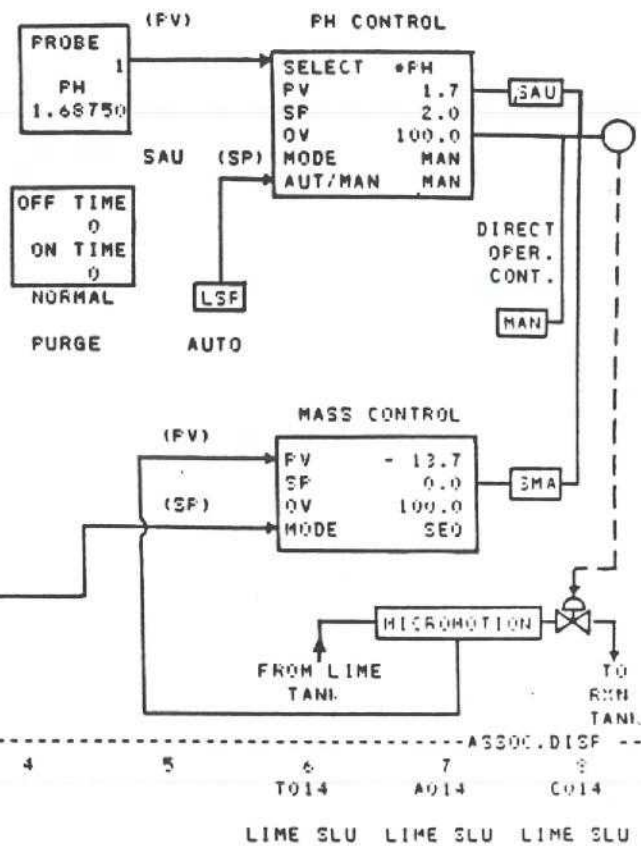 (PV)
PH CONTROL
PROBE
1
PH
1.68750
SELECT *PH
PV 1.7
SP 2.0
OV 100.0
MODE MAN
AUT/MAN MAN
SAU
SAU (SP)
OFF TIME
0
ON TIME
0
NORMAL
PURGE
LSP
AUTO
DIRECT
OPER.
CONT.
MAN
MASS CONTROL
(PV)
PV - 13.7
SP 0.0
OV 100.0
MODE SEQ
(SP)
SMA
MICROMOTION
FROM LIME
TANK
TO
RXN
TANK
ASSOC.DISP
4 5 6 7 8
T014 A014 C014
LIME SLU LIME SLU LIME SLU